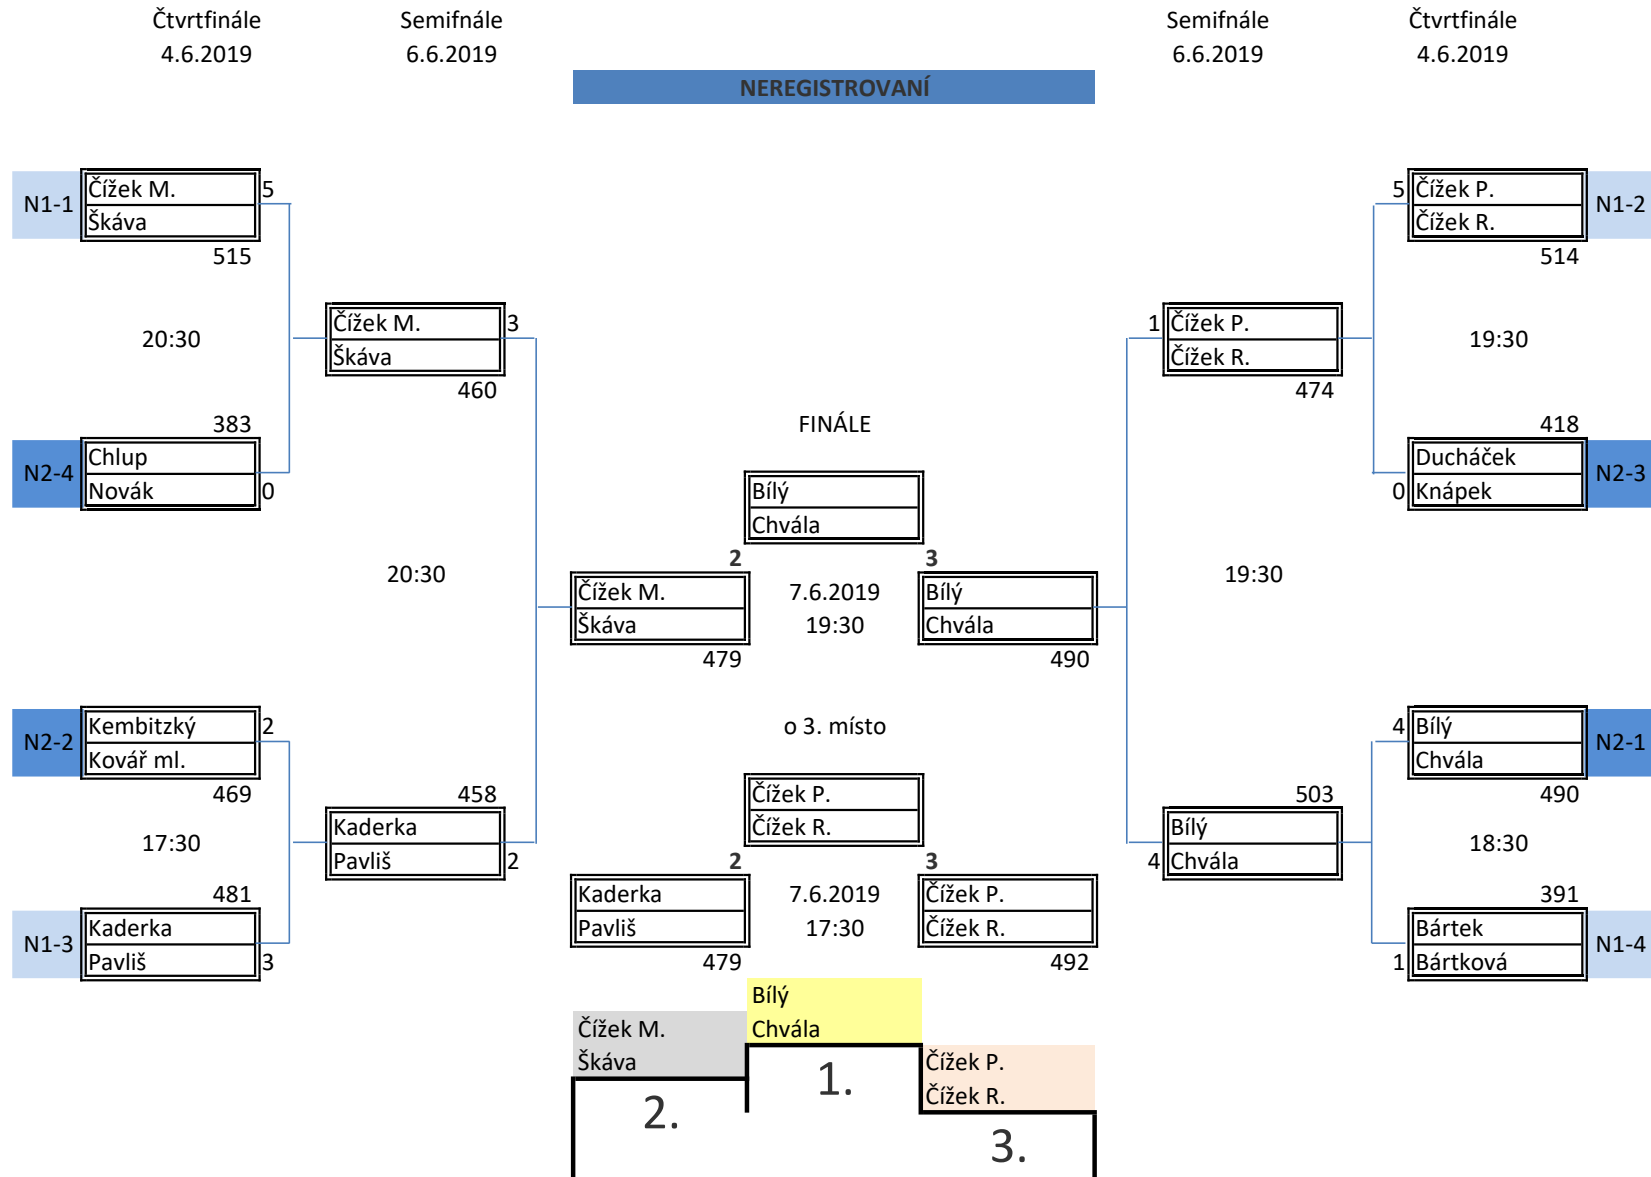 Čtvrtfinále Semifnále Semifnále Čtvrtfinále
4.6.2019 6.6.2019 6.6.2019 4.6.2019
NEREGISTROVANÍ
N1-1 Čížek M. 5
Škáva
515
5 Čížek P. N1-2
Čížek R.
514
20:30
Čížek M. 3
Škáva
460
1 Čížek P.
Čížek R.
474
19:30
383
N2-4 Chlup
Novák 0
FINÁLE
418
Ducháček N2-3
0 Knápek
Bílý
Chvála
2 3
20:30
Čížek M. 7.6.2019 Bílý
Škáva 19:30 Chvála
479 490
19:30
N2-2 Kembitzký 2
Kovář ml.
469
o 3. místo
4 Bílý N2-1
Chvála
490
17:30
458
Kaderka
Pavliš 2
Čížek P.
Čížek R.
503
Bílý
4 Chvála
18:30
2 3
481
N1-3 Kaderka
Pavliš 3
Kaderka 7.6.2019 Čížek P.
Pavliš 17:30 Čížek R.
479 492
391
Bártek N1-4
1 Bártková
Bílý
Chvála
Čížek M.
Škáva
Čížek P.
Čížek R.
1.
2.
3.